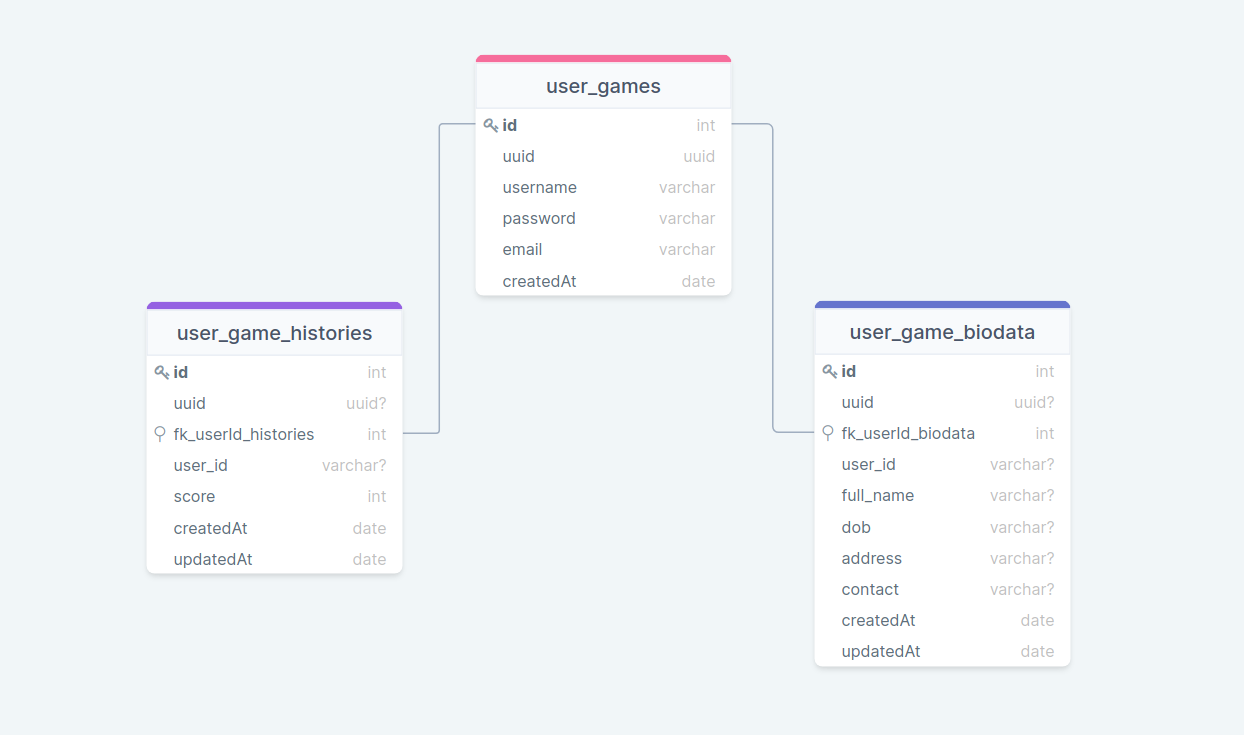 user_games
id int
uuid uuid
username varchar
password varchar
email varchar
createdAt date
user_game_histories
id int
uuid uuid?
fk_userId_histories int
user_id varchar?
score int
createdAt date
updatedAt date
user_game_biodata
id int
uuid uuid?
fk_userId_biodata int
user_id varchar?
full_name varchar?
dob varchar?
address varchar?
contact varchar?
createdAt date
updatedAt date